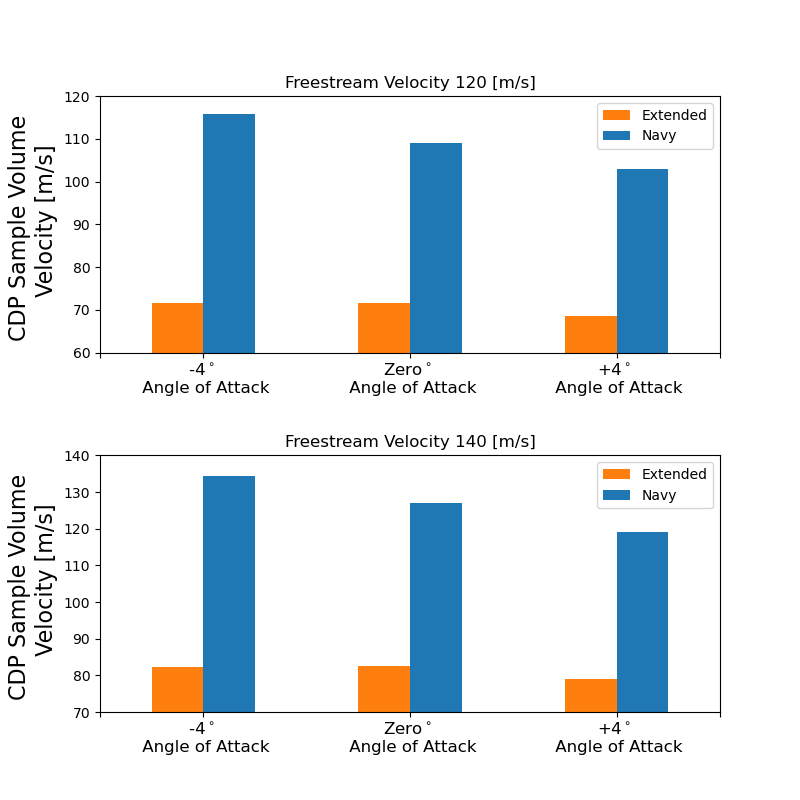 Freestream Velocity 120 [m/s]
CDP Sample Volume
Velocity [m/s]
120
110
100
90
80
70
60
Extended
Navy
-4°
Angle of Attack
Zero°
Angle of Attack
+4°
Angle of Attack
Freestream Velocity 140 [m/s]
CDP Sample Volume
Velocity [m/s]
140
130
120
110
100
90
80
70
Extended
Navy
-4°
Angle of Attack
Zero°
Angle of Attack
+4°
Angle of Attack